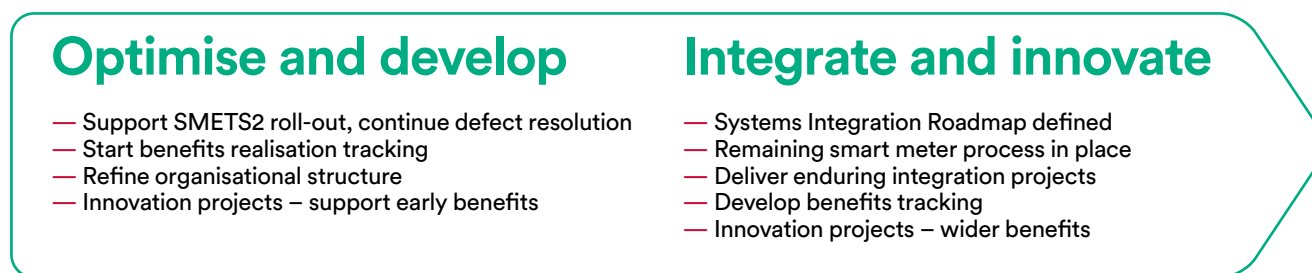 Optimise and develop
— Support SMETS2 roll-out, continue defect resolution
— Start benefits realisation tracking
— Refine organisational structure
— Innovation projects – support early benefits
Integrate and innovate
— Systems Integration Roadmap defined
— Remaining smart meter process in place
— Deliver enduring integration projects
— Develop benefits tracking
— Innovation projects – wider benefits